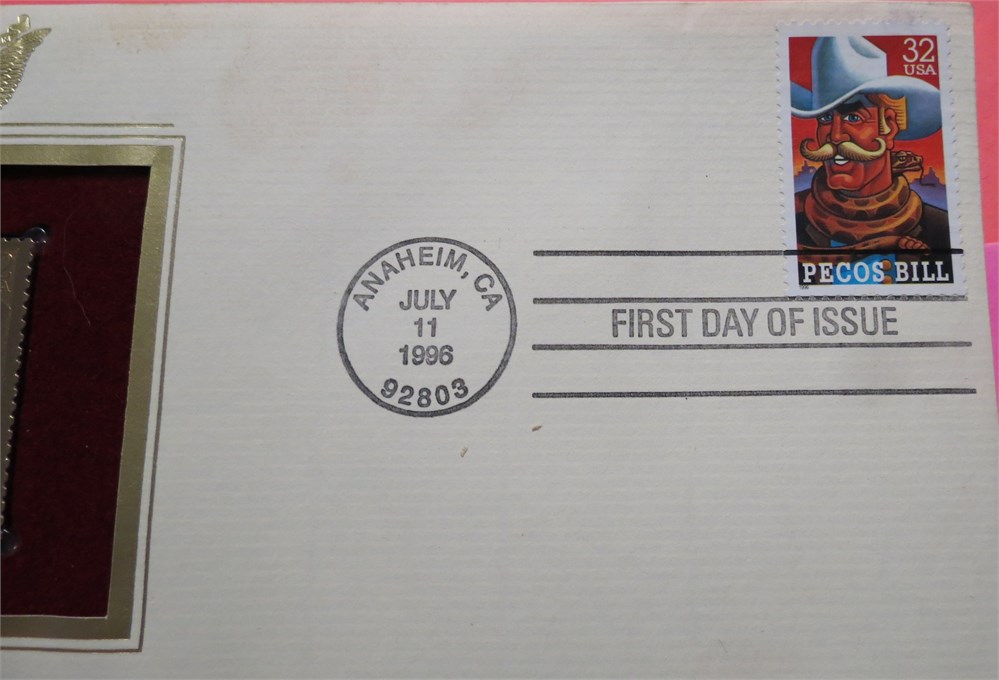 32
USA
PECOS BILL
ANAHEIM, CA
JULY
11
1996
92803
FIRST DAY OF ISSUE